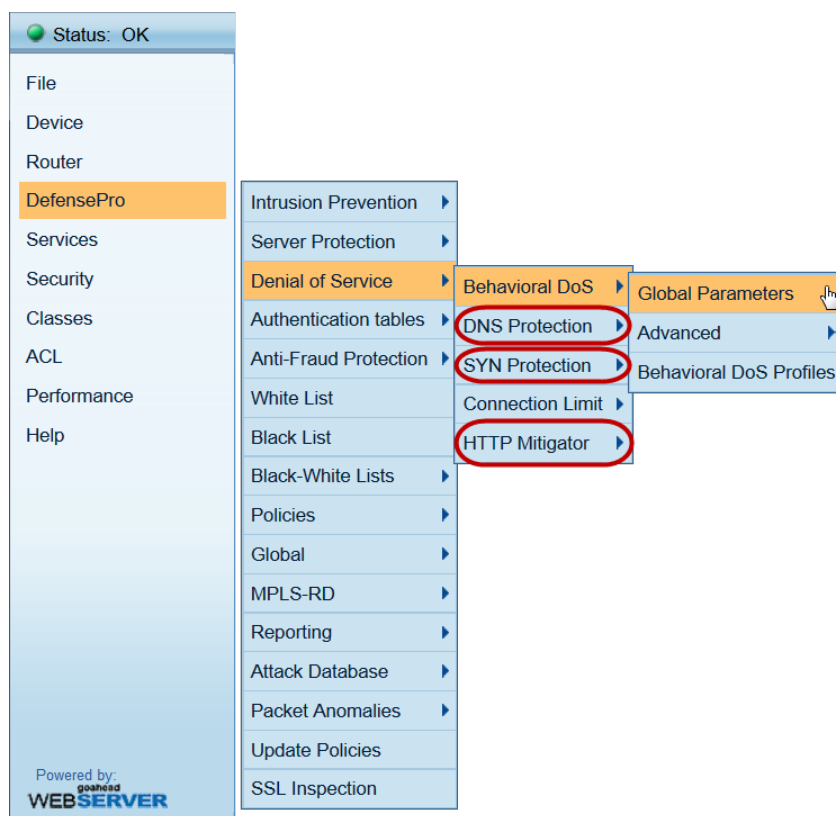 Status: OK
File
Device
Router
DefensePro
Services
Security
Classes
ACL
Performance
Help
Powered by:
goahead
WEBSERVER
Intrusion Prevention
Server Protection
Denial of Service
Authentication tables
Anti-Fraud Protection
White List
Black List
Black-White Lists
Policies
Global
MPLS-RD
Reporting
Attack Database
Packet Anomalies
Update Policies
SSL Inspection
Behavioral DoS
DNS Protection
SYN Protection
Connection Limit
HTTP Mitigator
Global Parameters
Advanced
Behavioral DoS Profiles